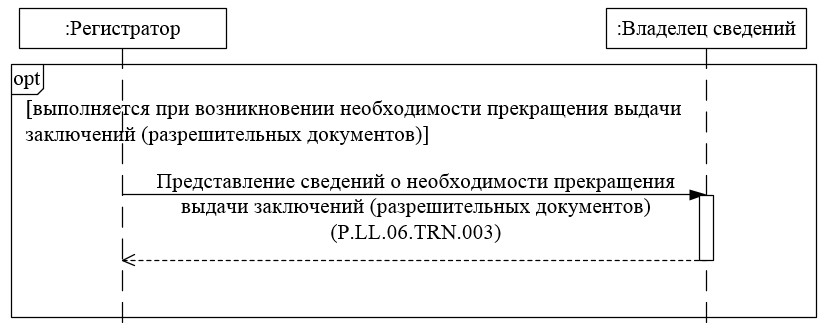 :Регистратор
:Владелец сведений
opt
[выполняется при возникновении необходимости прекращения выдачи
заключений (разрешительных документов)]
Представление сведений о необходимости прекращения
выдачи заключений (разрешительных документов)
(P.LL.06.TRN.003)